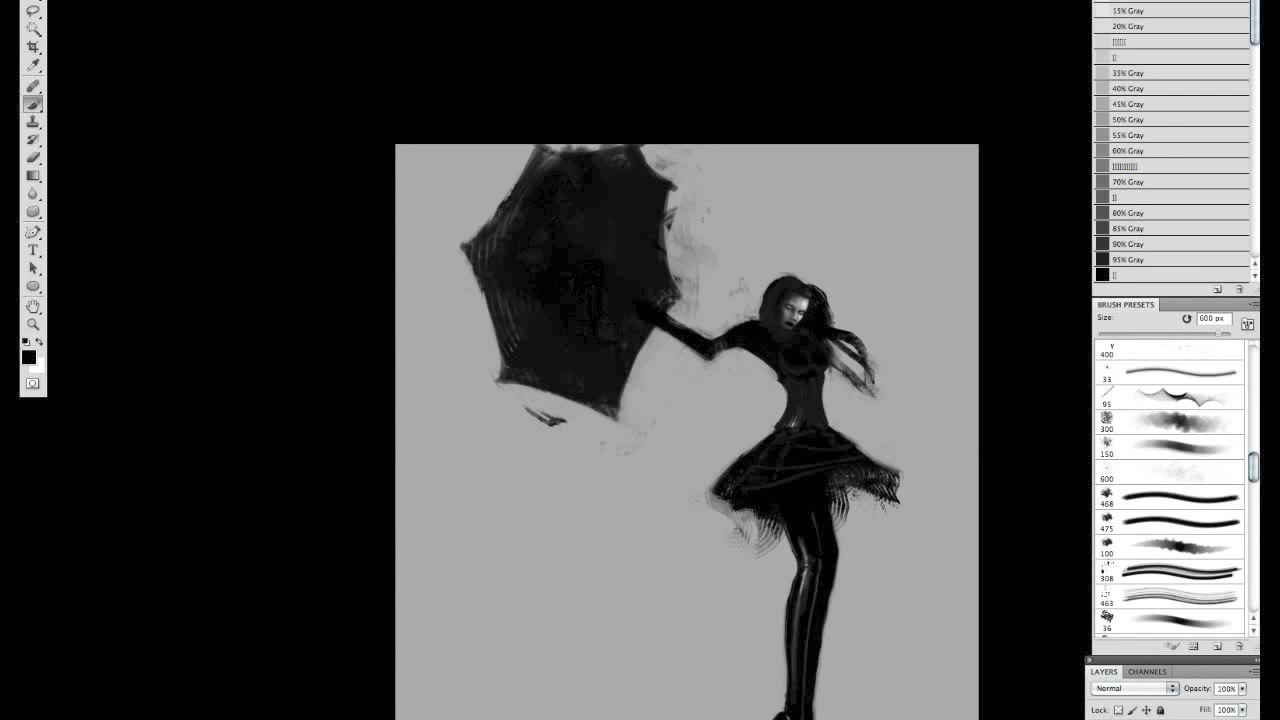 15% Gray
20% Gray
[[[[[[
[[
35% Gray
40% Gray
45% Gray
50% Gray
55% Gray
60% Gray
]]]]]]]]]]]
70% Gray
]]
80% Gray
85% Gray
90% Gray
95% Gray
[[
BRUSH PRESETS
Size: 600 px
400
33
95
300
150
600
468
475
100
308
463
36
LAYERS CHANNELS
Normal Opacity: 100%
Lock: Fill: 100%